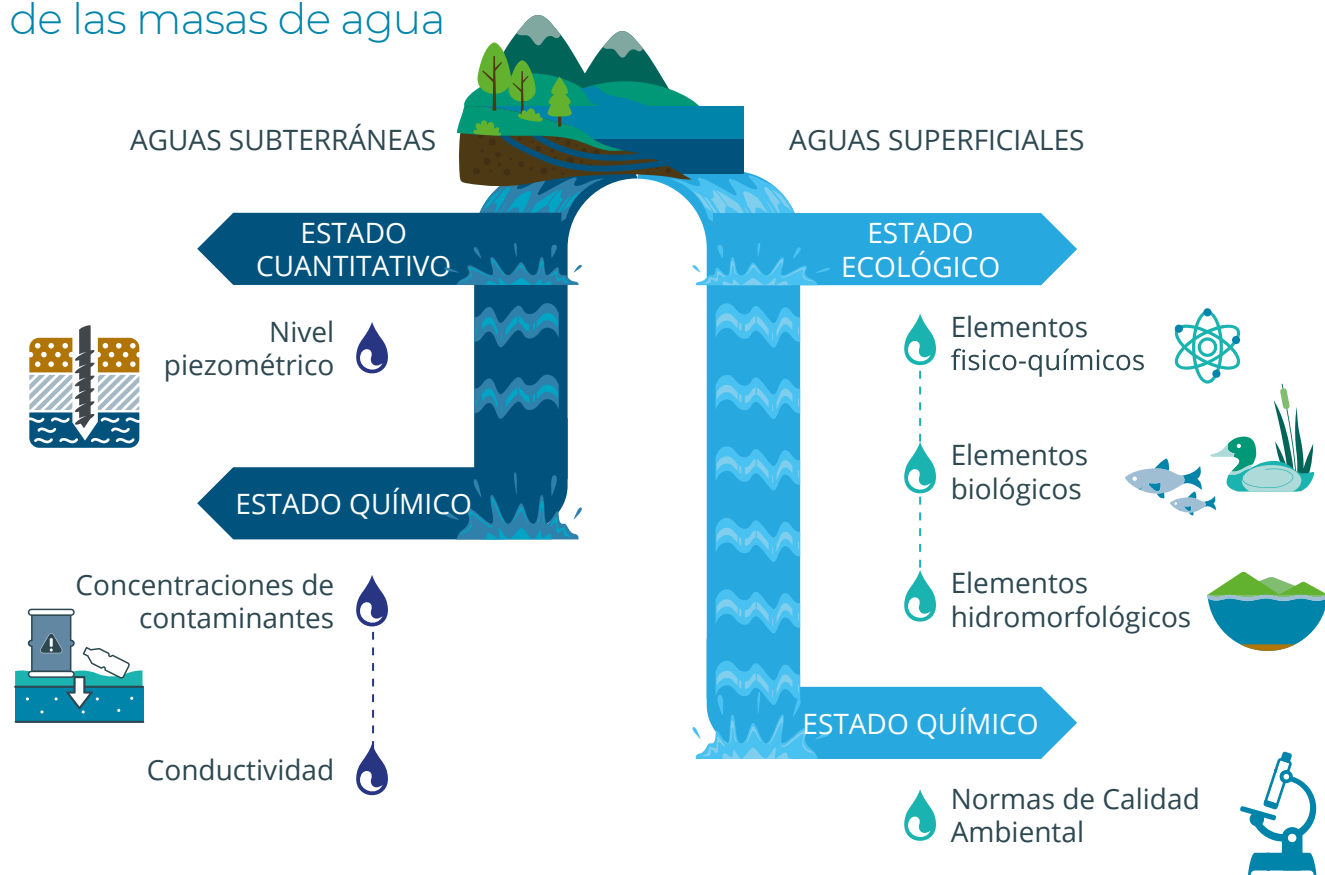 de las masas de agua
AGUAS SUBTERRÁNEAS
ESTADO
CUANTITATIVO
Nivel
piezométrico
ESTADO QUÍMICO
Concentraciones de
contaminantes
Conductividad
AGUAS SUPERFICIALES
ESTADO
ECOLÓGICO
Elementos
fisico-químicos
Elementos
biológicos
Elementos
hidromorfológicos
ESTADO QUÍMICO
Normas de Calidad
Ambiental